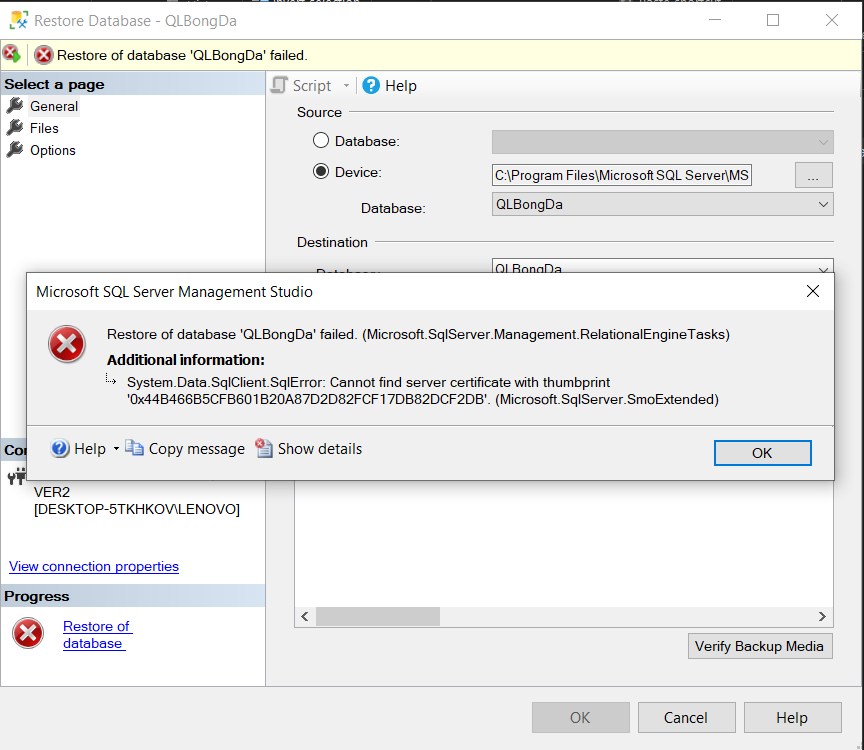 Restore Database - QLBongDa
Restore of database 'QLBongDa' failed.
Select a page
General
Files
Options
Script
Help
Source
Database:
Device:
C:\Program Files\Microsoft SQL Server\MS
...
Database:
QLBongDa
Destination
Database:
QLBongDa
Microsoft SQL Server Management Studio
Restore of database 'QLBongDa' failed. (Microsoft.SqlServer.Management.RelationalEngineTasks)
Additional information:
System.Data.SqlClient.SqlError: Cannot find server certificate with thumbprint
'0x44B466B5CFB601B20A87D2D82FCF17DB82DCF2DB'. (Microsoft.SqlServer.SmoExtended)
Help
Copy message
Show details
OK
VER2
[DESKTOP-5TKHKOV\LENOVO]
View connection properties
Progress
Restore of
database
Verify Backup Media
OK
Cancel
Help